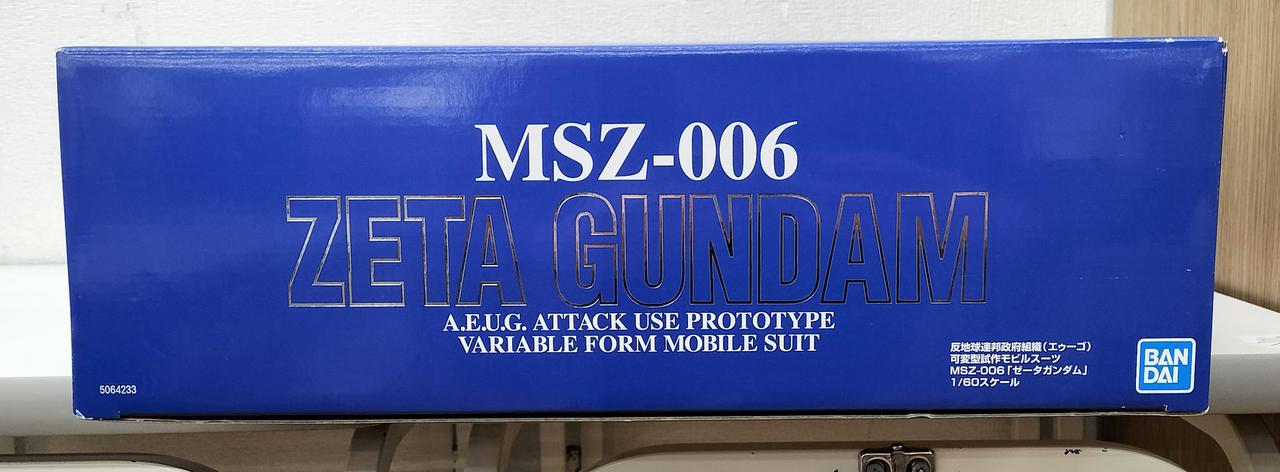 MSZ-006
ZETA GUNDAM
A.E.U.G. ATTACK USE PROTOTYPE
VARIABLE FORM MOBILE SUIT
反地球連邦政府組織（エゥーゴ）
可変型試作モビルスーツ
MSZ-006「ゼータガンダム」
1/60スケール
BAN
DAI
5064233